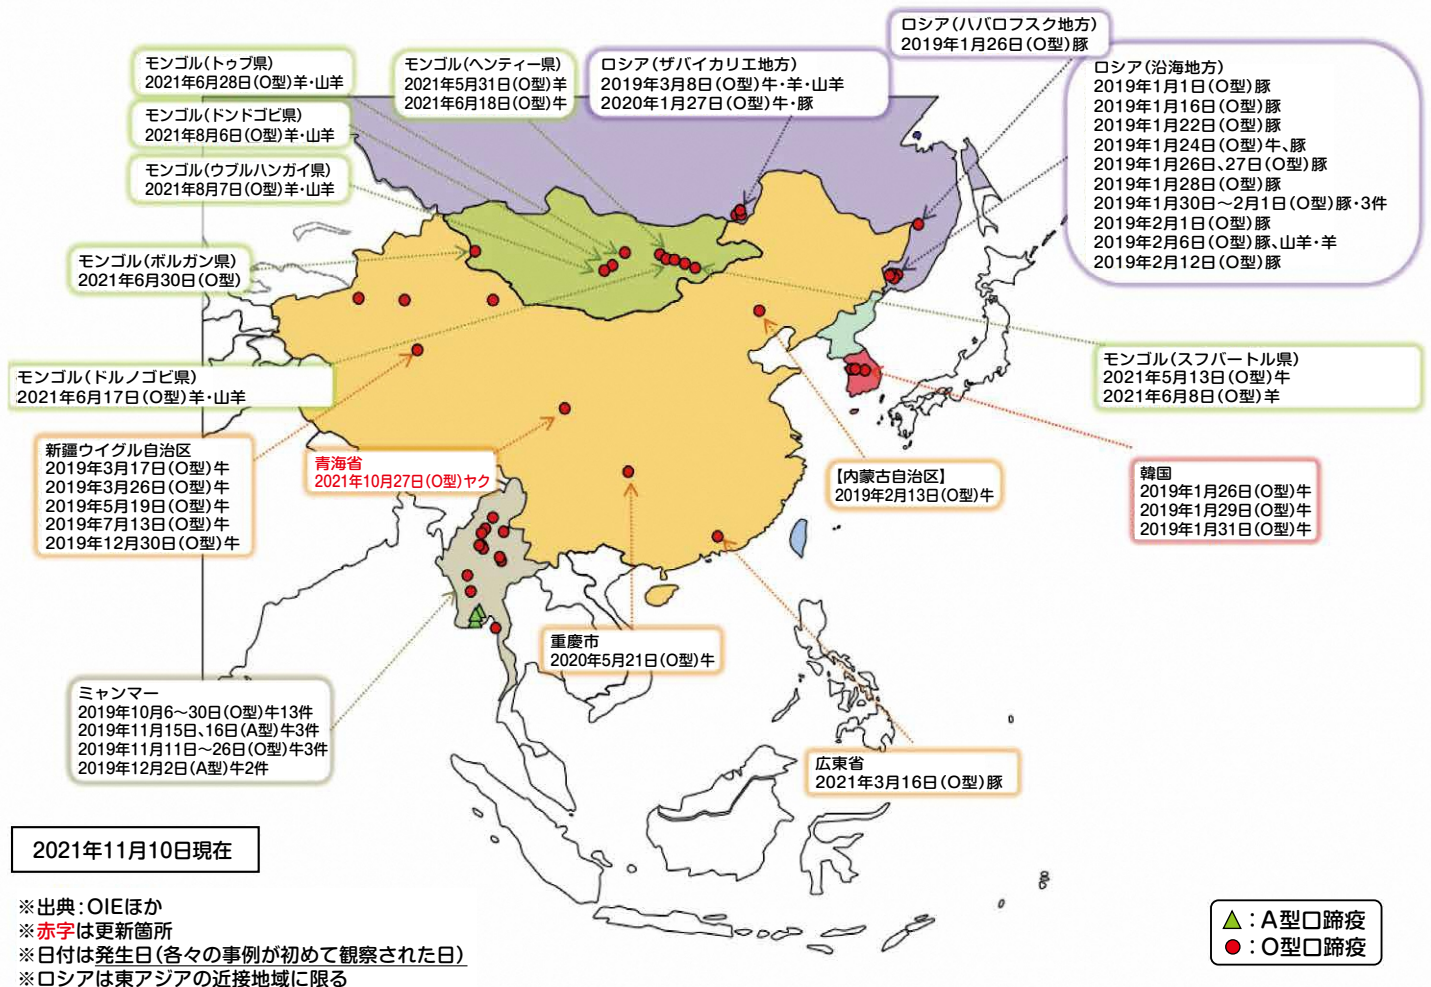 ロシア(ハバロフスク地方)
2019年1月26日(O型)豚
モンゴル(トゥブ県)
2021年6月28日(O型)羊・山羊
モンゴル(ヘンティー県)
2021年5月31日(O型)羊
2021年6月18日(O型)牛
ロシア(ザバイカリエ地方)
2019年3月8日(O型)牛・羊・山羊
2020年1月27日(O型)牛・豚
ロシア(沿海地方)
2019年1月1日(O型)豚
2019年1月16日(O型)豚
2019年1月22日(O型)豚
2019年1月24日(O型)牛、豚
2019年1月26日、27日(O型)豚
2019年1月28日(O型)豚
2019年1月30日～2月1日(O型)豚・3件
2019年2月1日(O型)豚
2019年2月6日(O型)豚、山羊・羊
2019年2月12日(O型)豚
モンゴル(ドンドゴビ県)
2021年8月6日(O型)羊・山羊
モンゴル(ウブルハンガイ県)
2021年8月7日(O型)羊・山羊
モンゴル(ボルガン県)
2021年6月30日(O型)
モンゴル(ドルノゴビ県)
2021年6月17日(O型)羊・山羊
モンゴル(スフバートル県)
2021年5月13日(O型)牛
2021年6月8日(O型)羊
新疆ウイグル自治区
2019年3月17日(O型)牛
2019年3月26日(O型)牛
2019年5月19日(O型)牛
2019年7月13日(O型)牛
2019年12月30日(O型)牛
青海省
2021年10月27日(O型)ヤク
【内蒙古自治区】
2019年2月13日(O型)牛
韓国
2019年1月26日(O型)牛
2019年1月29日(O型)牛
2019年1月31日(O型)牛
重慶市
2020年5月21日(O型)牛
ミャンマー
2019年10月6～30日(O型)牛13件
2019年11月15日、16日(A型)牛3件
2019年11月11日～26日(O型)牛3件
2019年12月2日(A型)牛2件
広東省
2021年3月16日(O型)豚
2021年11月10日現在
※出典:OIEほか
※赤字は更新箇所
※日付は発生日(各々の事例が初めて観察された日)
※ロシアは東アジアの近接地域に限る
:A型口蹄疫
:O型口蹄疫